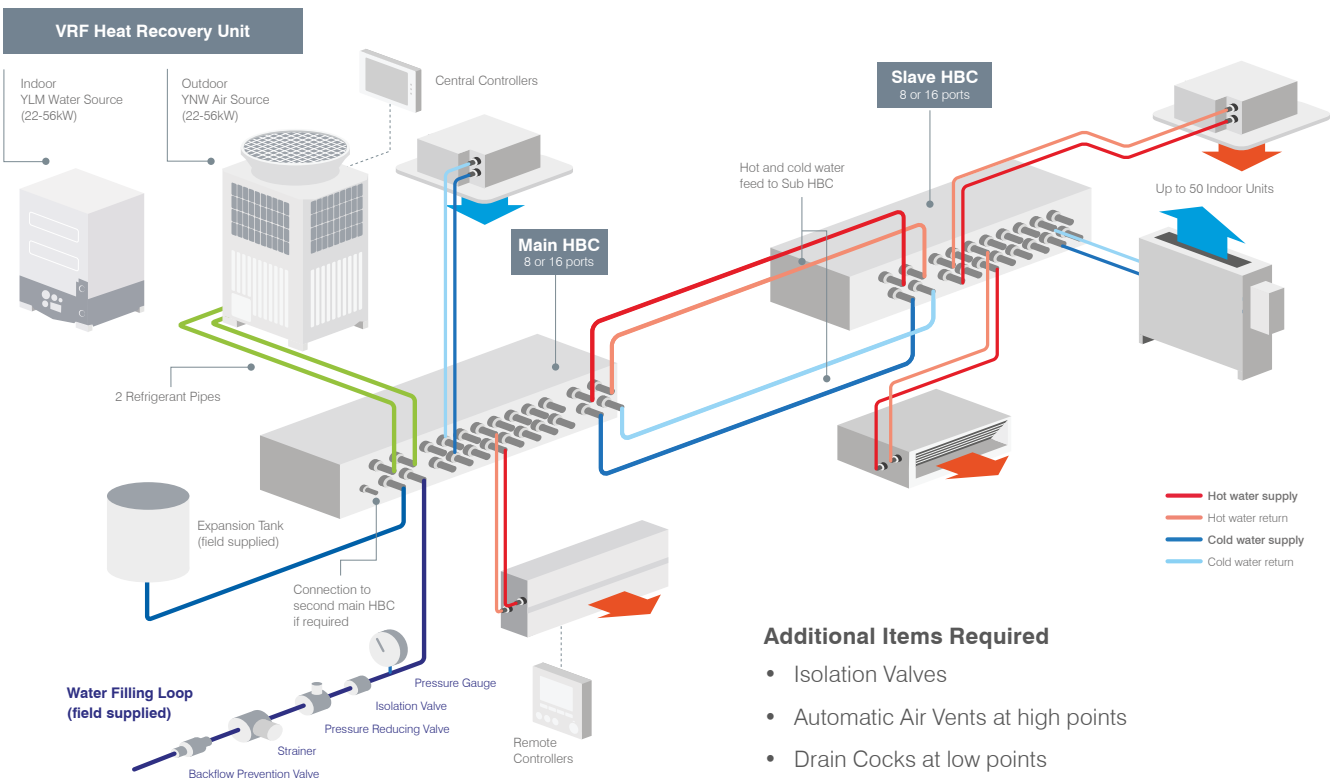 VRF Heat Recovery Unit
Indoor
YLM Water Source
(22-56kW)
Outdoor
YNW Air Source
(22-56kW)
Central Controllers
Slave HBC
8 or 16 ports
Hot and cold water
feed to Sub HBC
Up to 50 Indoor Units
Main HBC
8 or 16 ports
2 Refrigerant Pipes
Expansion Tank
(field supplied)
Connection to
second main HBC
if required
Hot water supply
Hot water return
Cold water supply
Cold water return
Water Filling Loop
(field supplied)
Pressure Gauge
Isolation Valve
Pressure Reducing Valve
Strainer
Backflow Prevention Valve
Remote
Controllers
Additional Items Required
• Isolation Valves
• Automatic Air Vents at high points
• Drain Cocks at low points